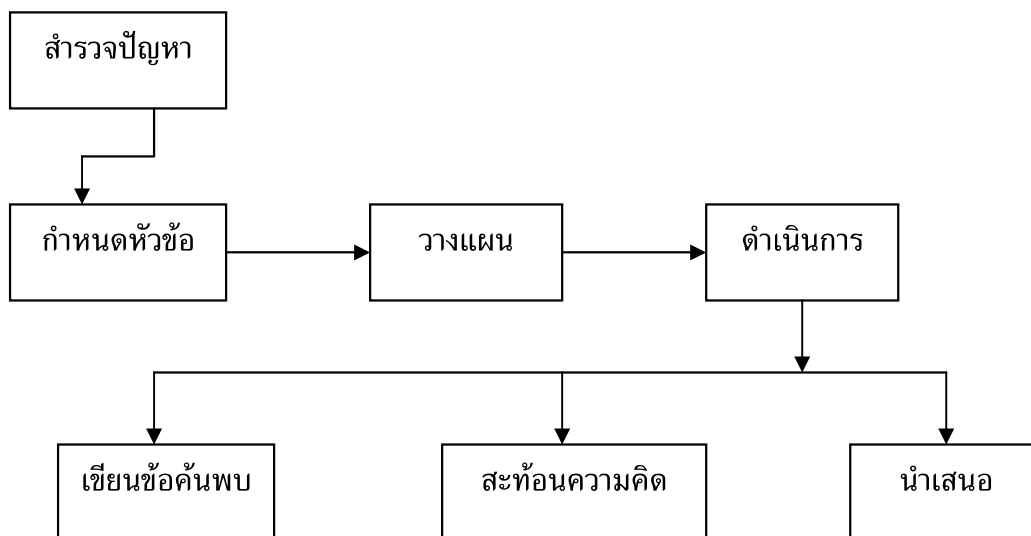 สำรวจปัญหา
กำหนดหัวข้อ
วางแผน
ดำเนินการ
เขียนข้อค้นพบ
สะท้อนความคิด
นำเสนอ